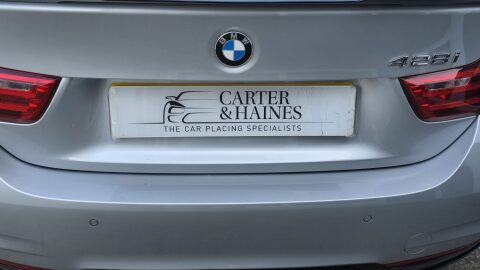 BMW
428i
CARTER
& HAINES
THE CAR PLACING SPECIALISTS